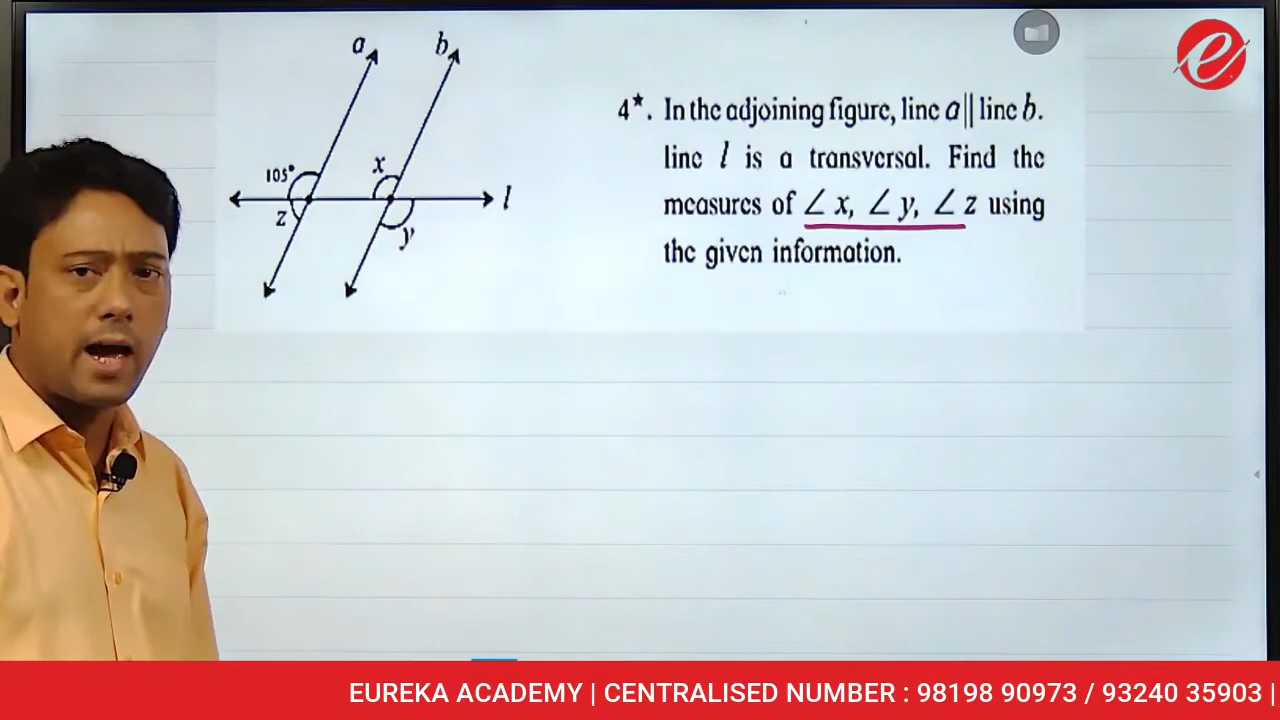 a b
4★. In the adjoining figure, line a || line b.
line l is a transversal. Find the
measures of ∠ x, ∠ y, ∠ z using
the given information.
105° x
l
z
y
e
EUREKA ACADEMY | CENTRALISED NUMBER : 98198 90973 / 93240 35903 |